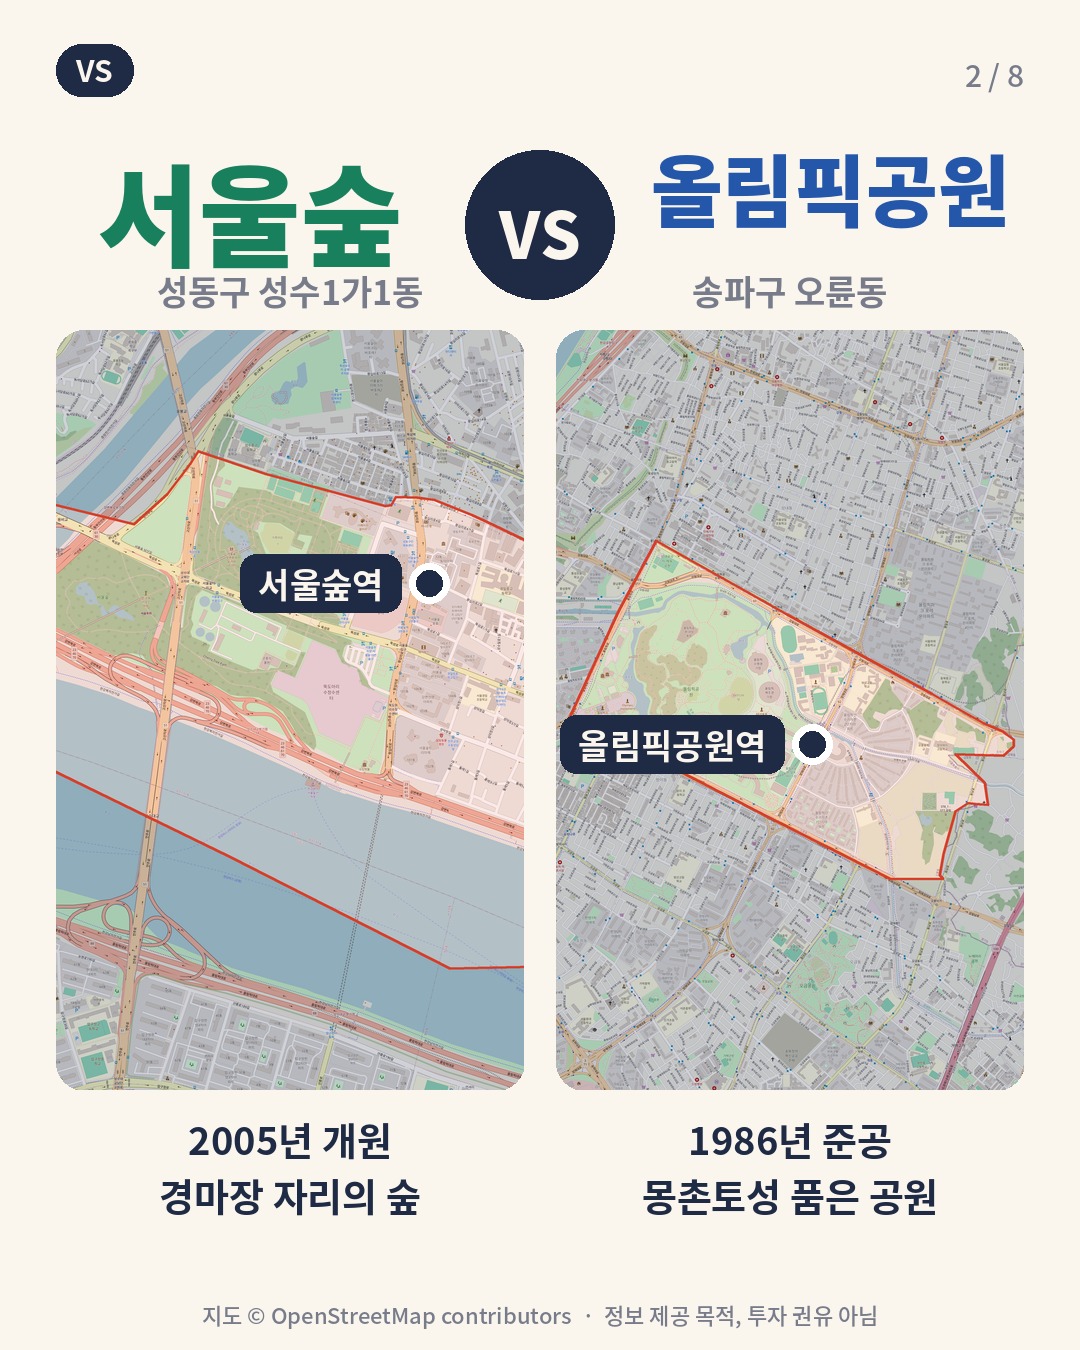 VS
2 / 8
서울숲
VS
올림픽공원
성동구 성수1가1동
송파구 오륜동
서울숲역
올림픽공원역
2005년 개원
경마장 자리의 숲
1986년 준공
몽촌토성 품은 공원
지도 © OpenStreetMap contributors · 정보 제공 목적, 투자 권유 아님